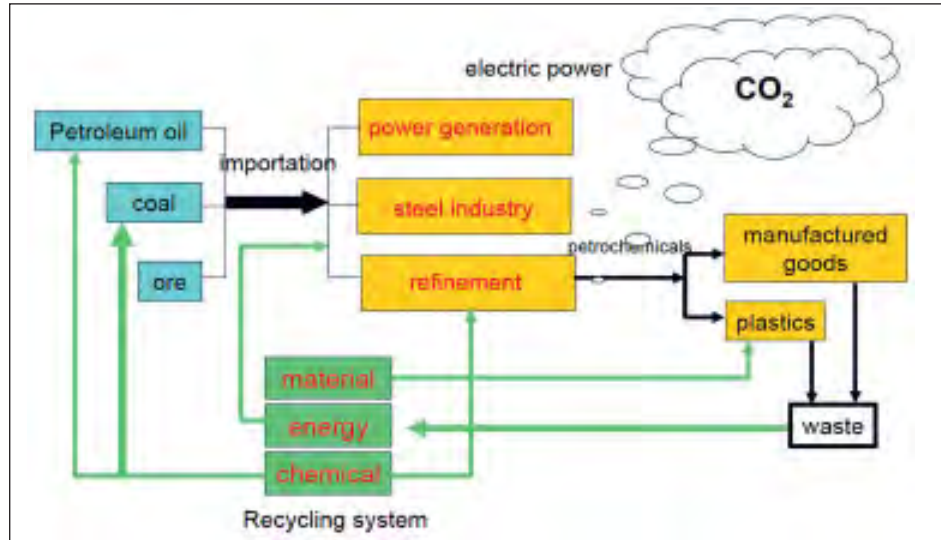 electric power
CO₂
Petroleum oil
power generation
importation
coal
steel industry
petrochemicals
manufactured
goods
ore
refinement
plastics
material
energy
waste
chemical
Recycling system